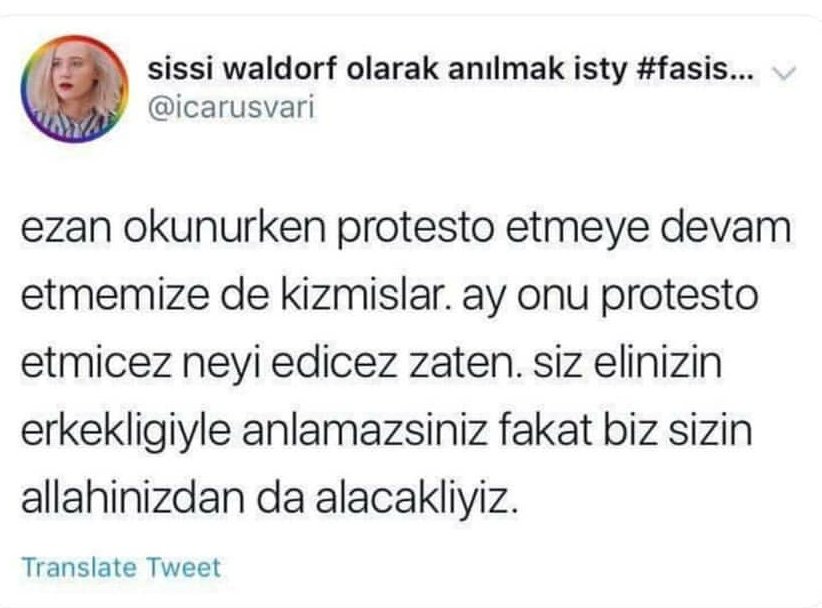 sissi waldorf olarak anılmak isty #fasis...
@icarusvari
ezan okunurken protesto etmeye devam
etmemize de kizmislar. ay onu protesto
etmicez neyi edicez zaten. siz elinizin
erkekligiyle anlamazsiniz fakat biz sizin
allahinizdan da alacakliyiz.
Translate Tweet